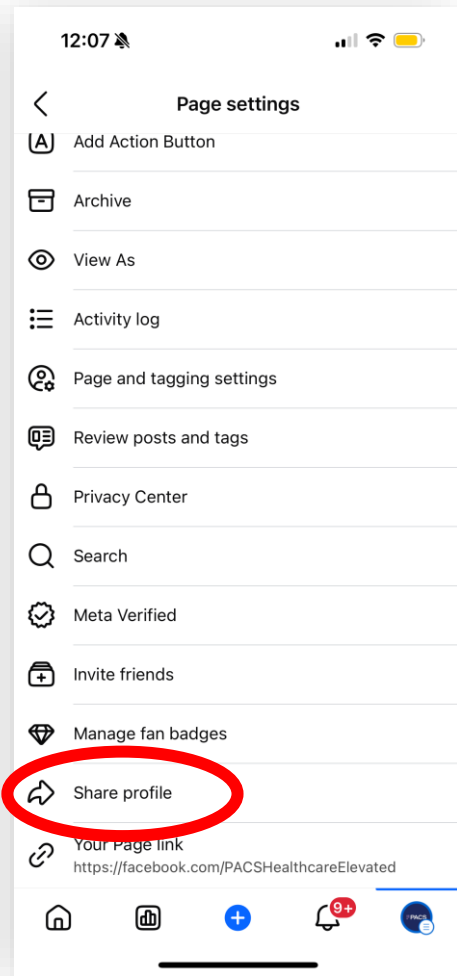 12:07
Page settings
Add Action Button
Archive
View As
Activity log
Page and tagging settings
Review posts and tags
Privacy Center
Search
Meta Verified
Invite friends
Manage fan badges
Share profile
Your Page link
https://facebook.com/PACSHealthcareElevated
9+
PACS